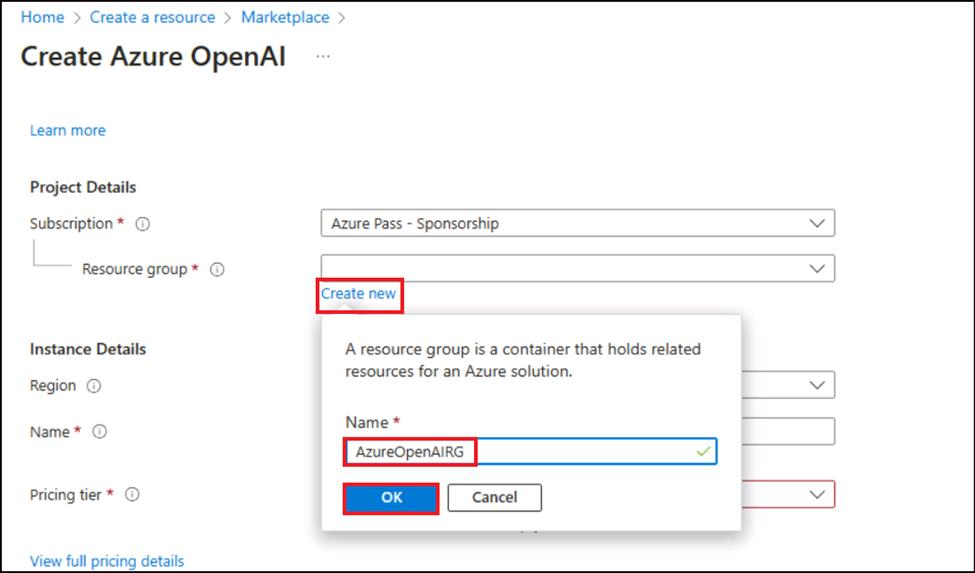 Home > Create a resource > Marketplace >
Create Azure OpenAI ...
Learn more
Project Details
Subscription * Azure Pass - Sponsorship
Resource group *
Create new
A resource group is a container that holds related
resources for an Azure solution.
Instance Details
Region
Name *
Name *
AzureOpenAIRG
Pricing tier *
OK Cancel
View full pricing details